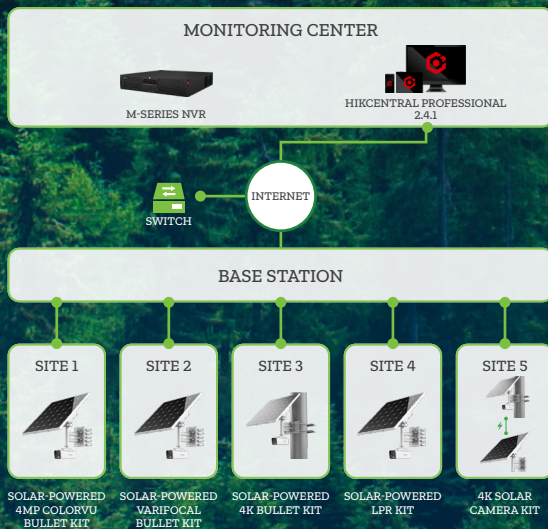 MONITORING CENTER
M-SERIES NVR
HIKCENTRAL PROFESSIONAL
2.4.1
INTERNET
SWITCH
BASE STATION
SITE 1
SITE 2
SITE 3
SITE 4
SITE 5
SOLAR-POWERED
4MP COLORVU
BULLET KIT
SOLAR-POWERED
VARIFOCAL
BULLET KIT
SOLAR-POWERED
4K BULLET KIT
SOLAR-POWERED
LPR KIT
4K SOLAR
CAMERA KIT